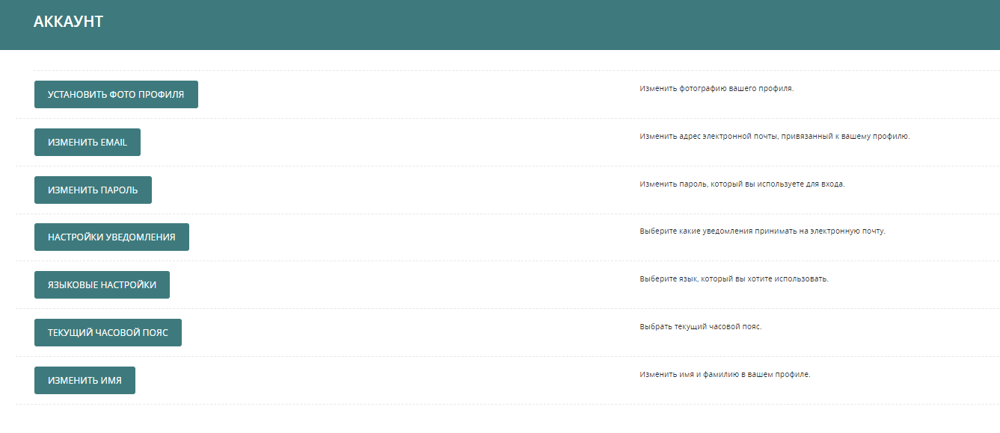 АККАУНТ
УСТАНОВИТЬ ФОТО ПРОФИЛЯ
Изменить фотографию вашего профиля.
ИЗМЕНИТЬ EMAIL
Изменить адрес электронной почты, привязанный к вашему профилю.
ИЗМЕНИТЬ ПАРОЛЬ
Изменить пароль, который вы используете для входа.
НАСТРОЙКИ УВЕДОМЛЕНИЯ
Выберите какие уведомления принимать на электронную почту.
ЯЗЫКОВЫЕ НАСТРОЙКИ
Выберите язык, который вы хотите использовать.
ТЕКУЩИЙ ЧАСОВОЙ ПОЯС
Выбрать текущий часовой пояс.
ИЗМЕНИТЬ ИМЯ
Изменить имя и фамилию в вашем профиле.